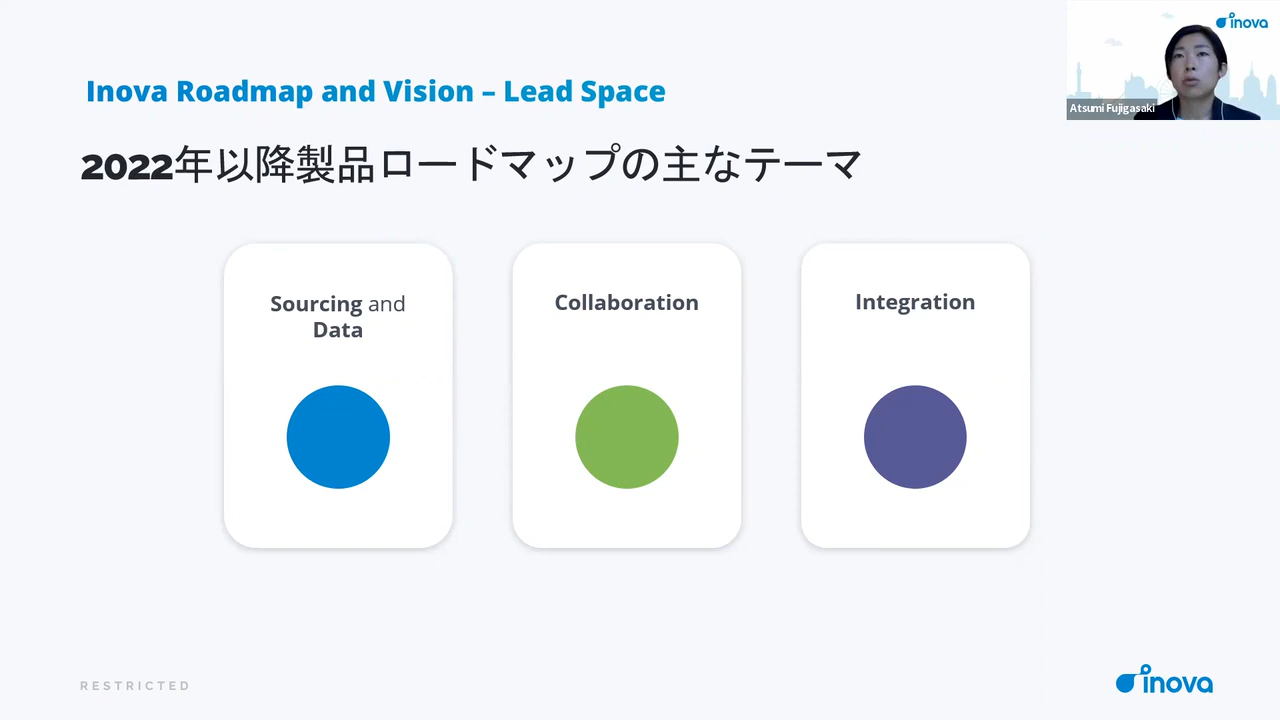 inova
Atsumi Fujigasaki
Inova Roadmap and Vision – Lead Space
2022年以降製品ロードマップの主なテーマ
Sourcing and
Data
Collaboration
Integration
RESTRICTED
inova